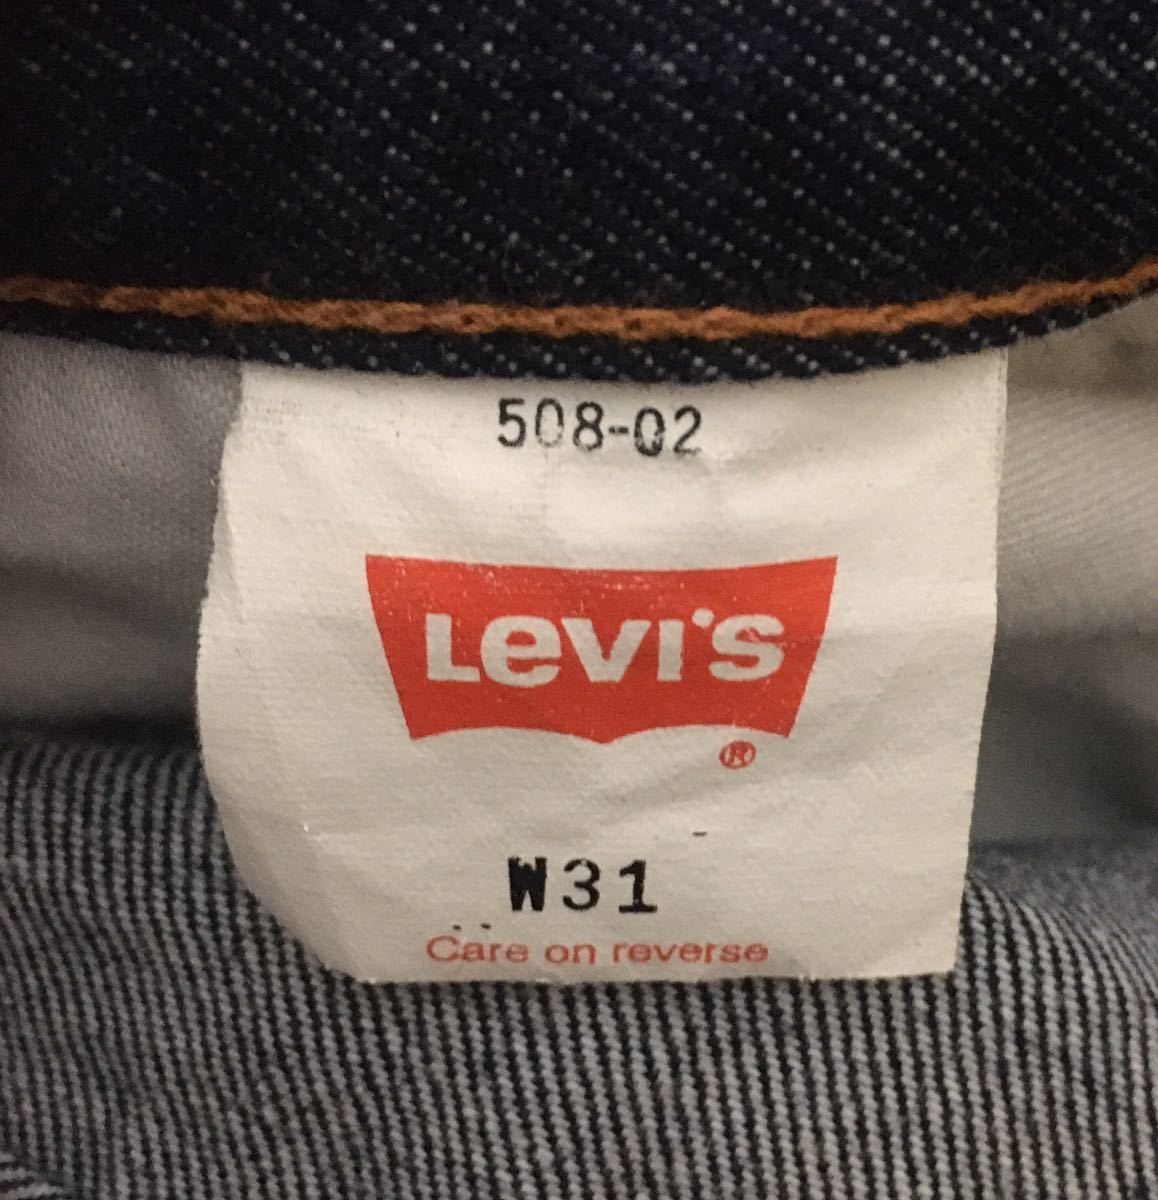 508-02
Levi's
®
W31
Care on reverse